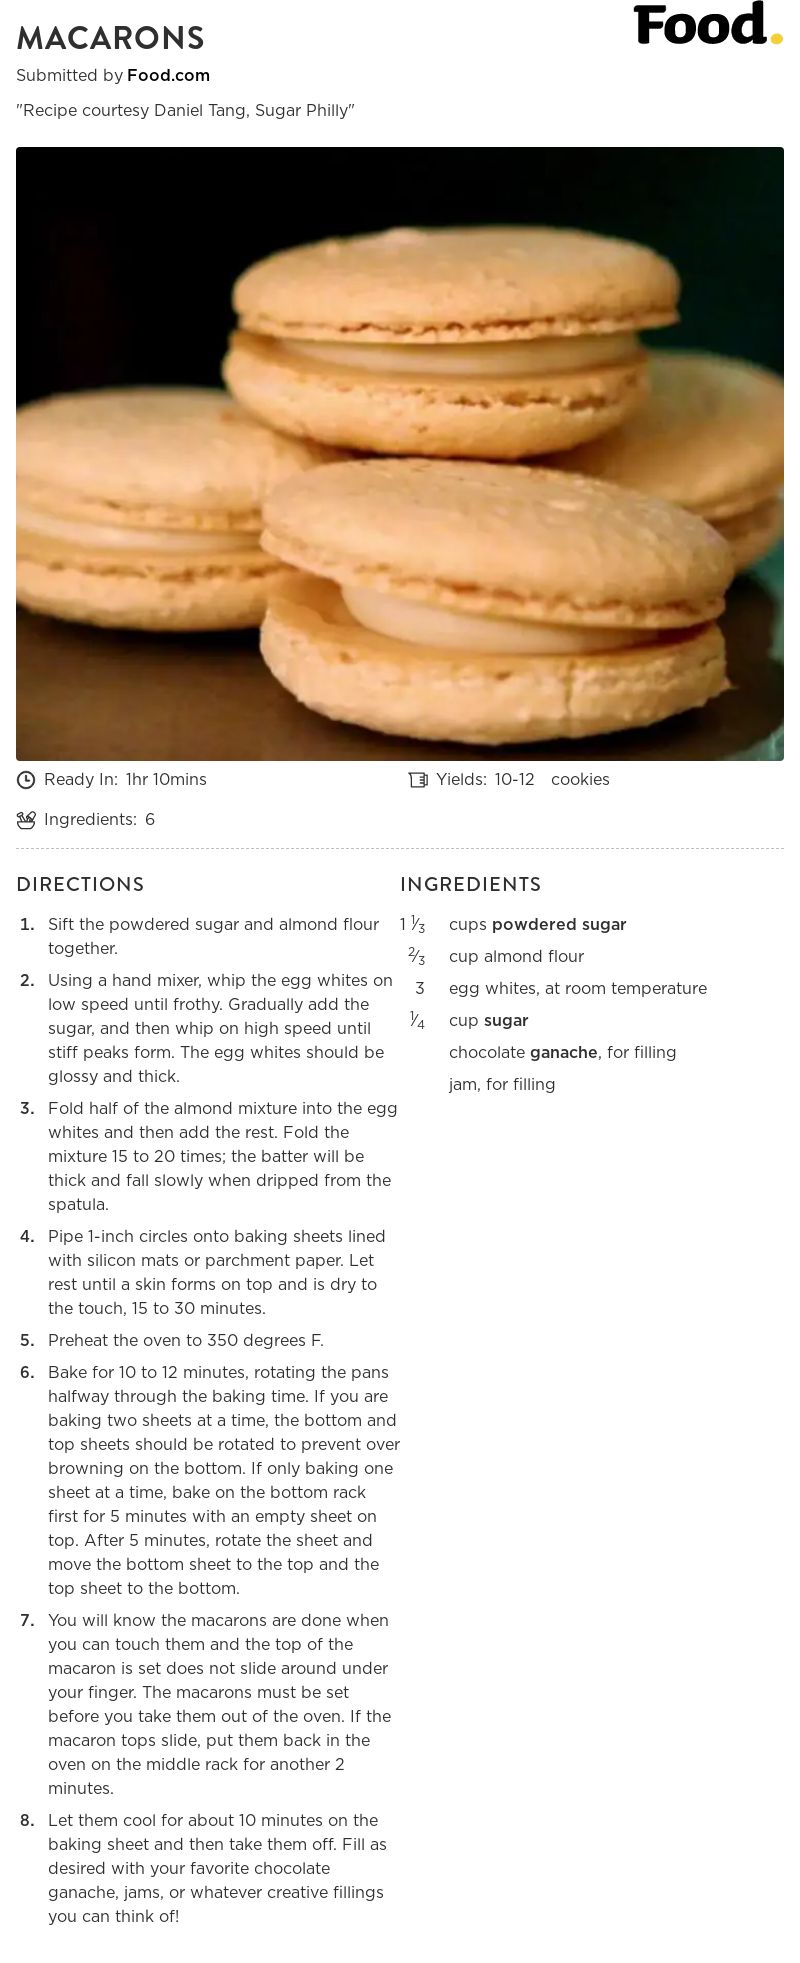 MACARONS
Food.
Submitted by Food.com
"Recipe courtesy Daniel Tang, Sugar Philly"
Ready In: 1hr 10mins
Yields: 10-12 cookies
Ingredients: 6
DIRECTIONS
1. Sift the powdered sugar and almond flour
together.
2. Using a hand mixer, whip the egg whites on
low speed until frothy. Gradually add the
sugar, and then whip on high speed until
stiff peaks form. The egg whites should be
glossy and thick.
3. Fold half of the almond mixture into the egg
whites and then add the rest. Fold the
mixture 15 to 20 times; the batter will be
thick and fall slowly when dripped from the
spatula.
4. Pipe 1-inch circles onto baking sheets lined
with silicon mats or parchment paper. Let
rest until a skin forms on top and is dry to
the touch, 15 to 30 minutes.
5. Preheat the oven to 350 degrees F.
6. Bake for 10 to 12 minutes, rotating the pans
halfway through the baking time. If you are
baking two sheets at a time, the bottom and
top sheets should be rotated to prevent over
browning on the bottom. If only baking one
sheet at a time, bake on the bottom rack
first for 5 minutes with an empty sheet on
top. After 5 minutes, rotate the sheet and
move the bottom sheet to the top and the
top sheet to the bottom.
7. You will know the macarons are done when
you can touch them and the top of the
macaron is set does not slide around under
your finger. The macarons must be set
before you take them out of the oven. If the
macaron tops slide, put them back in the
oven on the middle rack for another 2
minutes.
8. Let them cool for about 10 minutes on the
baking sheet and then take them off. Fill as
desired with your favorite chocolate
ganache, jams, or whatever creative fillings
you can think of!
INGREDIENTS
1 1⁄3 cups powdered sugar
2⁄3 cup almond flour
3 egg whites, at room temperature
1⁄4 cup sugar
chocolate ganache, for filling
jam, for filling